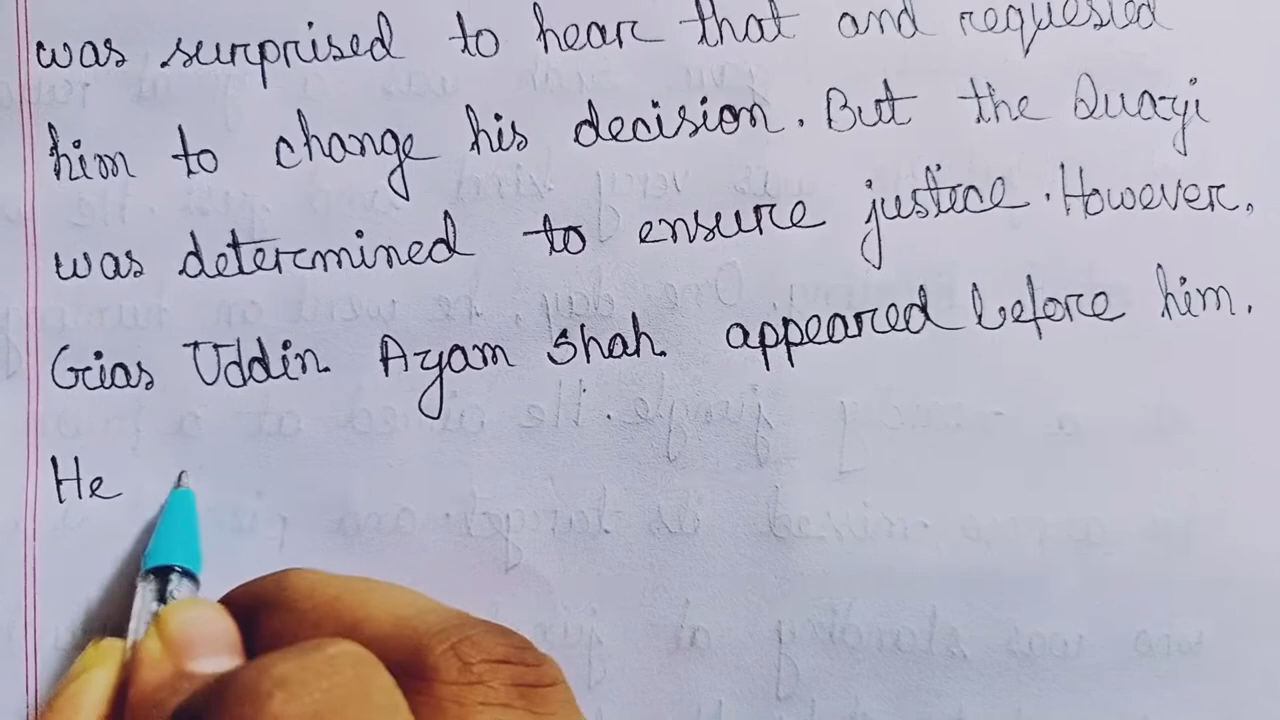 was surprised to hear that and requested
him to change his decision. But the Quazi
was determined to ensure justice. However,
Gias Uddin Azam Shah appeared before him.
He